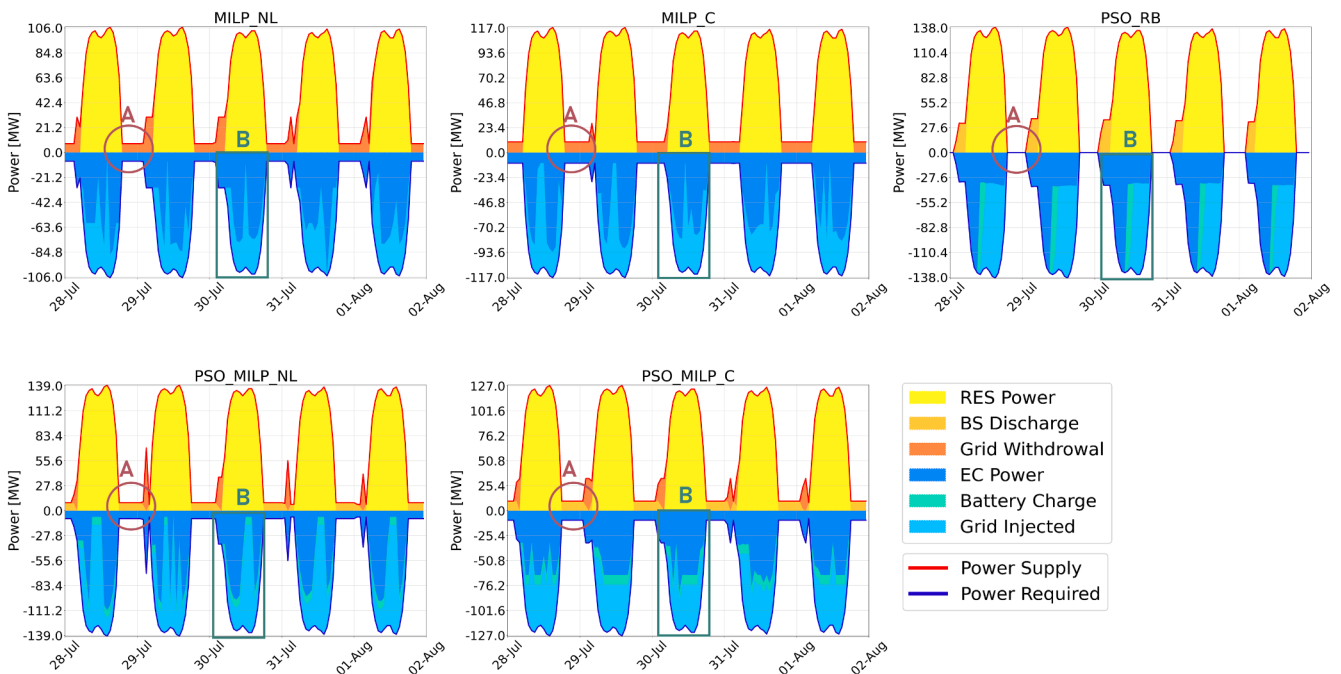 MILP_NL
Power [MW]
106.0
84.8
63.6
42.4
21.2
0.0
-21.2
-42.4
-63.6
-84.8
-106.0
A
B
28-Jul
29-Jul
30-Jul
31-Jul
01-Aug
02-Aug
MILP_C
Power [MW]
117.0
93.6
70.2
46.8
23.4
0.0
-23.4
-46.8
-70.2
-93.6
-117.0
A
B
28-Jul
29-Jul
30-Jul
31-Jul
01-Aug
02-Aug
PSO_RB
Power [MW]
138.0
110.4
82.8
55.2
27.6
0.0
-27.6
-55.2
-82.8
-110.4
-138.0
A
B
28-Jul
29-Jul
30-Jul
31-Jul
01-Aug
02-Aug
PSO_MILP_NL
Power [MW]
139.0
111.2
83.4
55.6
27.8
0.0
-27.8
-55.6
-83.4
-111.2
-139.0
A
B
28-Jul
29-Jul
30-Jul
31-Jul
01-Aug
02-Aug
PSO_MILP_C
Power [MW]
127.0
101.6
76.2
50.8
25.4
0.0
-25.4
-50.8
-76.2
-101.6
-127.0
A
B
28-Jul
29-Jul
30-Jul
31-Jul
01-Aug
02-Aug
RES Power
BS Discharge
Grid Withdrawal
EC Power
Battery Charge
Grid Injected
Power Supply
Power Required